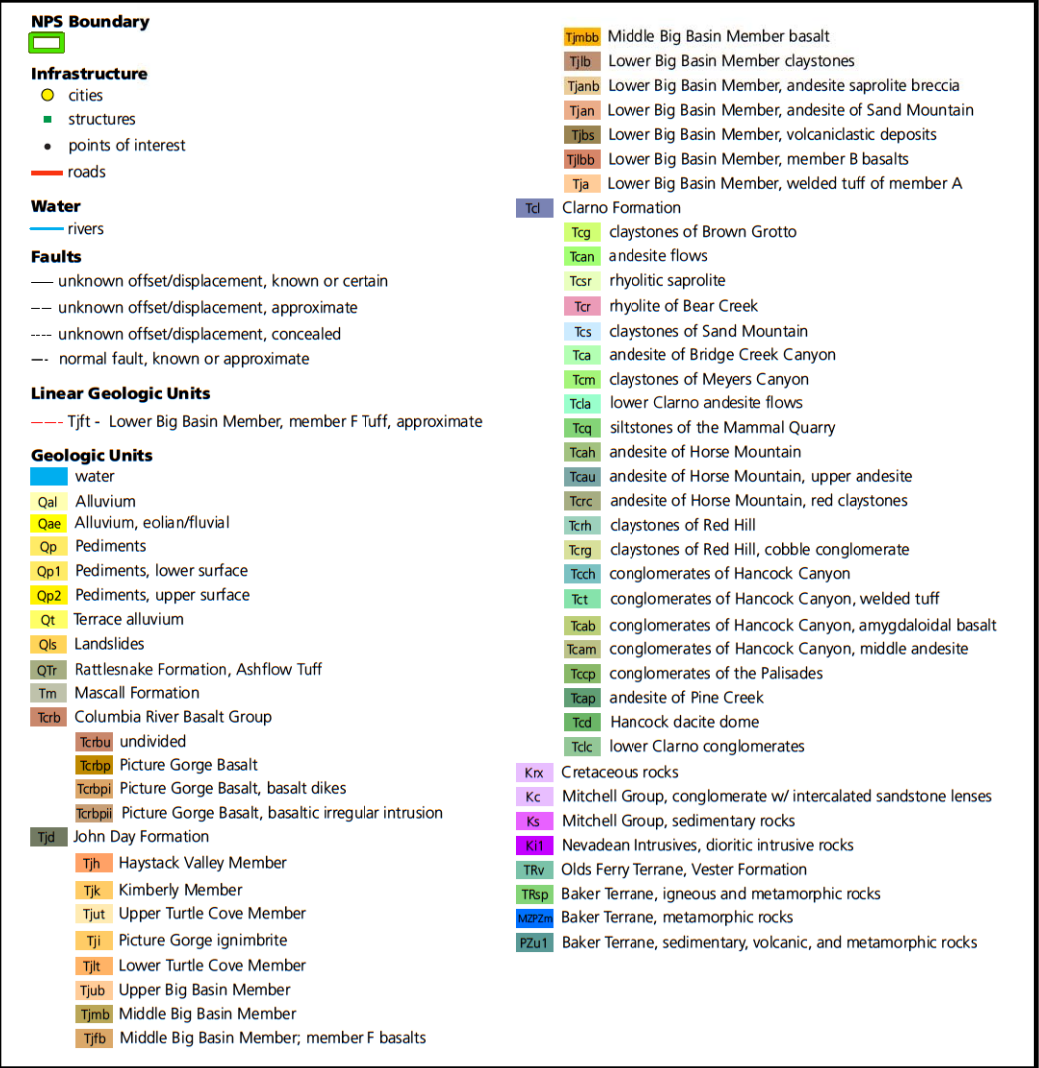 NPS Boundary
Infrastructure
cities
structures
points of interest
roads
Water
rivers
Faults
unknown offset/displacement, known or certain
unknown offset/displacement, approximate
unknown offset/displacement, concealed
normal fault, known or approximate
Linear Geologic Units
Tjft - Lower Big Basin Member, member F Tuff, approximate
Geologic Units
water
Qal Alluvium
Qae Alluvium, eolian/fluvial
Qp Pediments
Qp1 Pediments, lower surface
Qp2 Pediments, upper surface
Qt Terrace alluvium
Qls Landslides
QTr Rattlesnake Formation, Ashflow Tuff
Tm Mascall Formation
Tcrb Columbia River Basalt Group
Tcrbu undivided
Tcrbp Picture Gorge Basalt
Tcrbpi Picture Gorge Basalt, basalt dikes
Tcrbpii Picture Gorge Basalt, basaltic irregular intrusion
Tjd John Day Formation
Tjh Haystack Valley Member
Tjk Kimberly Member
Tjut Upper Turtle Cove Member
Tji Picture Gorge ignimbrite
Tjlt Lower Turtle Cove Member
Tjub Upper Big Basin Member
Tjmb Middle Big Basin Member
Tjfb Middle Big Basin Member; member F basalts
Tjmbb Middle Big Basin Member basalt
Tjlb Lower Big Basin Member claystones
Tjanb Lower Big Basin Member, andesite saprolite breccia
Tjan Lower Big Basin Member, andesite of Sand Mountain
Tjbs Lower Big Basin Member, volcaniclastic deposits
Tjlbb Lower Big Basin Member, member B basalts
Tja Lower Big Basin Member, welded tuff of member A
Tcl Clarno Formation
Tcg claystones of Brown Grotto
Tcan andesite flows
Tcsr rhyolitic saprolite
Tcr rhyolite of Bear Creek
Tcs claystones of Sand Mountain
Tca andesite of Bridge Creek Canyon
Tcm claystones of Meyers Canyon
Tcla lower Clarno andesite flows
Tcq siltstones of the Mammal Quarry
Tcah andesite of Horse Mountain
Tcau andesite of Horse Mountain, upper andesite
Tcrc andesite of Horse Mountain, red claystones
Tcrh claystones of Red Hill
Tcrg claystones of Red Hill, cobble conglomerate
Tcch conglomerates of Hancock Canyon
Tct conglomerates of Hancock Canyon, welded tuff
Tcab conglomerates of Hancock Canyon, amygdaloidal basalt
Tcam conglomerates of Hancock Canyon, middle andesite
Tccp conglomerates of the Palisades
Tcap andesite of Pine Creek
Tcd Hancock dacite dome
Tclc lower Clarno conglomerates
Krx Cretaceous rocks
Kc Mitchell Group, conglomerate w/ intercalated sandstone lenses
Ks Mitchell Group, sedimentary rocks
Ki1 Nevadean Intrusives, dioritic intrusive rocks
TRv Olds Ferry Terrane, Vester Formation
TRsp Baker Terrane, igneous and metamorphic rocks
MZPZm Baker Terrane, metamorphic rocks
PZu1 Baker Terrane, sedimentary, volcanic, and metamorphic rocks